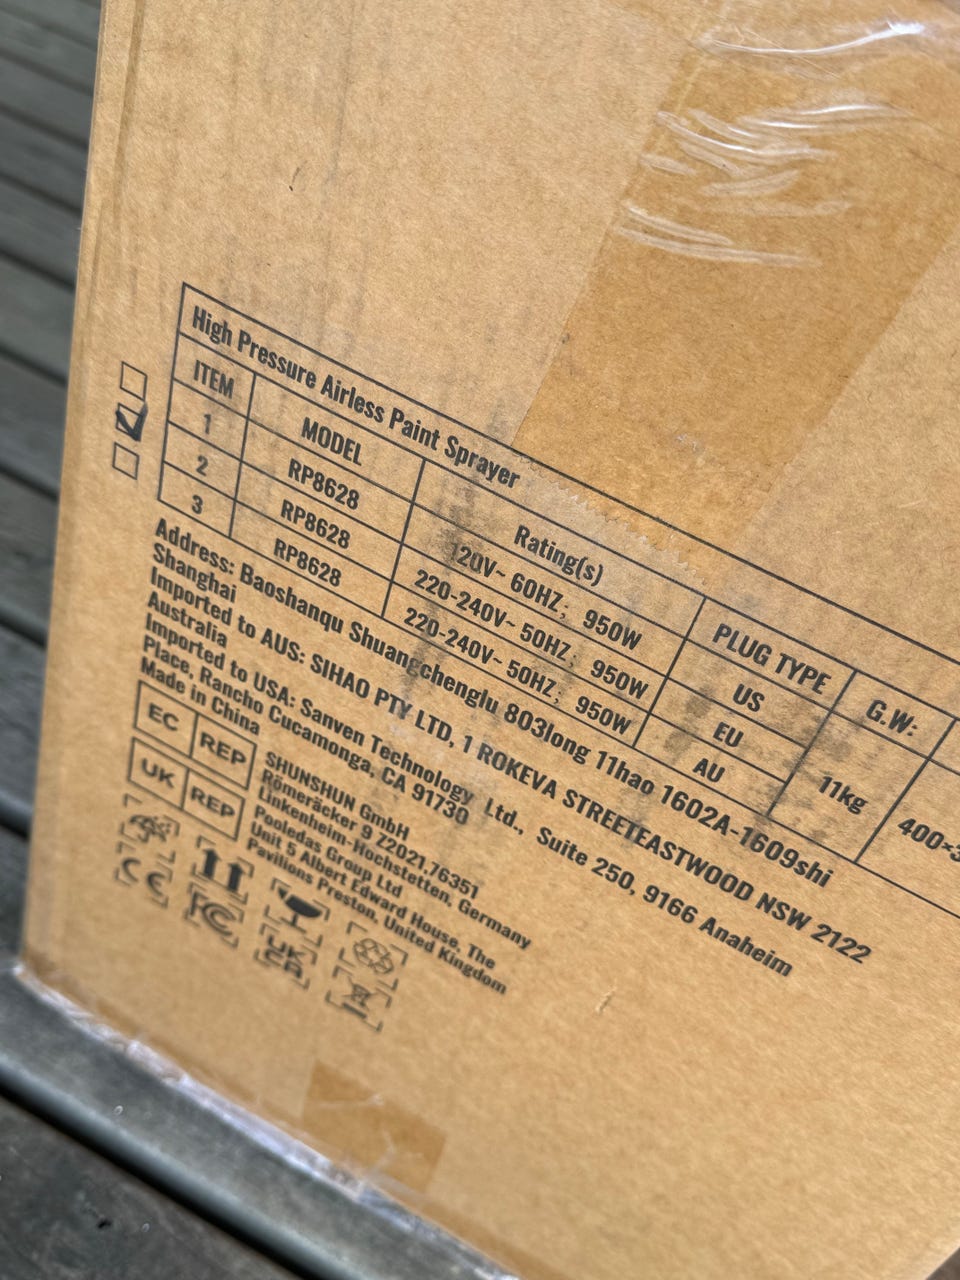 High Pressure Airless Paint Sprayer
ITEM MODEL Rating(s) PLUG TYPE G.W:
1 RP8628 120V~ 60HZ; 950W US
2 RP8628 220-240V~ 50HZ; 950W EU 11kg
3 RP8628 220-240V~ 50HZ; 950W AU
Address: Baoshanqu Shuangchenglu 803long 11hao 1602A-1609shi
Shanghai
Imported to AUS: SIHAO PTY LTD, 1 ROKEVA STREETEASTWOOD NSW 2122
Australia
Imported to USA: Sanven Technology Ltd., Suite 250, 9166 Anaheim
Place, Rancho Cucamonga, CA 91730
Made in China
EC REP
SHUNSHUN GmbH
Römeräcker 9 Z2021,76351
Linkenheim-Hochstetten, Germany
UK REP
Pooledas Group Ltd
Unit 5 Albert Edward House, The
Pavilions Preston, United Kingdom
CE FC UK CA